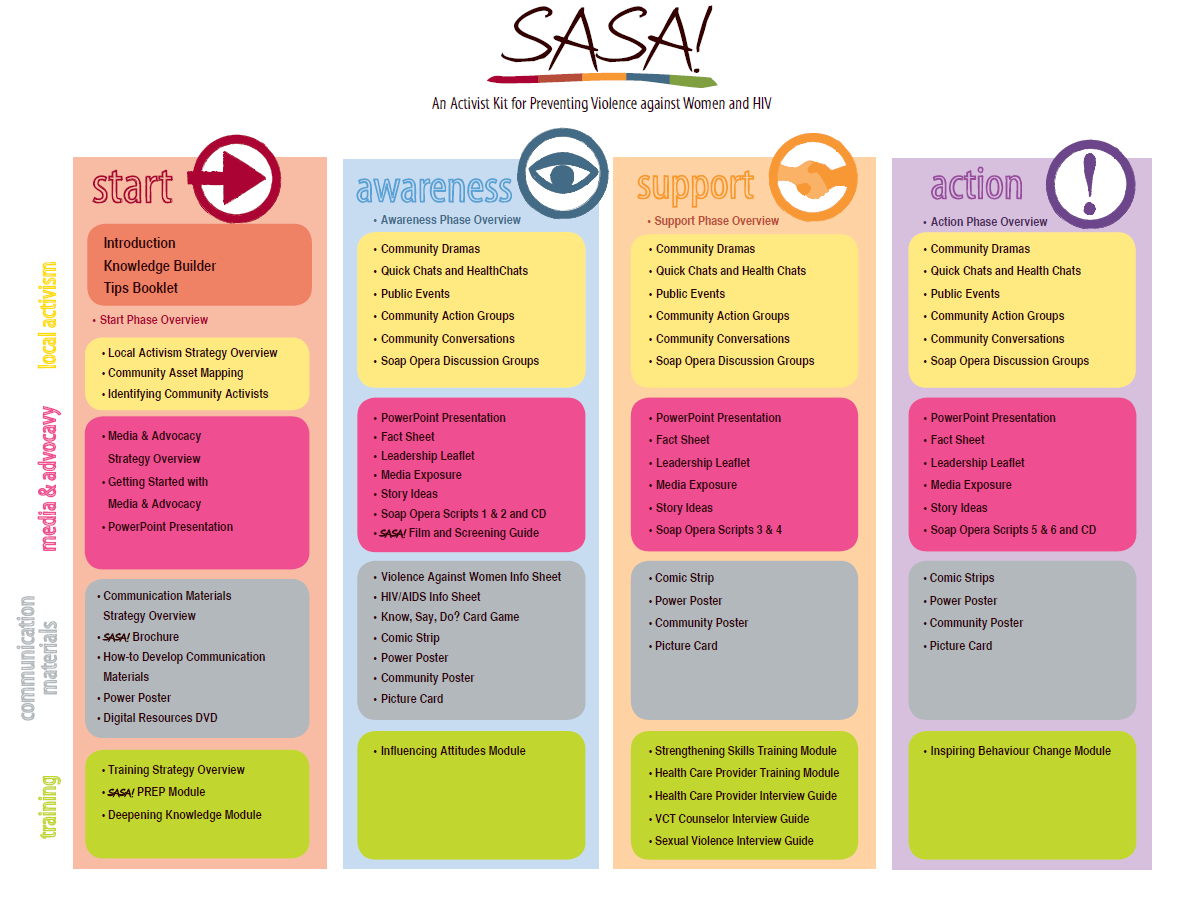 SASA!
An Activist Kit for Preventing Violence against Women and HIV
start
Introduction
Knowledge Builder
Tips Booklet
• Start Phase Overview
local activism
• Local Activism Strategy Overview
• Community Asset Mapping
• Identifying Community Activists
media & advocavy
• Media & Advocacy
Strategy Overview
• Getting Started with
Media & Advocacy
• PowerPoint Presentation
communication
materials
• Communication Materials
Strategy Overview
• SASA! Brochure
• How-to Develop Communication
Materials
• Power Poster
• Digital Resources DVD
training
• Training Strategy Overview
• SASA! PREP Module
• Deepening Knowledge Module
awareness
• Awareness Phase Overview
• Community Dramas
• Quick Chats and HealthChats
• Public Events
• Community Action Groups
• Community Conversations
• Soap Opera Discussion Groups
• PowerPoint Presentation
• Fact Sheet
• Leadership Leaflet
• Media Exposure
• Story Ideas
• Soap Opera Scripts 1 & 2 and CD
• SASA! Film and Screening Guide
• Violence Against Women Info Sheet
• HIV/AIDS Info Sheet
• Know, Say, Do? Card Game
• Comic Strip
• Power Poster
• Community Poster
• Picture Card
• Influencing Attitudes Module
support
• Support Phase Overview
• Community Dramas
• Quick Chats and Health Chats
• Public Events
• Community Action Groups
• Community Conversations
• Soap Opera Discussion Groups
• PowerPoint Presentation
• Fact Sheet
• Leadership Leaflet
• Media Exposure
• Story Ideas
• Soap Opera Scripts 3 & 4
• Comic Strip
• Power Poster
• Community Poster
• Picture Card
• Strengthening Skills Training Module
• Health Care Provider Training Module
• Health Care Provider Interview Guide
• VCT Counselor Interview Guide
• Sexual Violence Interview Guide
action
• Action Phase Overview
• Community Dramas
• Quick Chats and Health Chats
• Public Events
• Community Action Groups
• Community Conversations
• Soap Opera Discussion Groups
• PowerPoint Presentation
• Fact Sheet
• Leadership Leaflet
• Media Exposure
• Story Ideas
• Soap Opera Scripts 5 & 6 and CD
• Comic Strips
• Power Poster
• Community Poster
• Picture Card
• Inspiring Behaviour Change Module